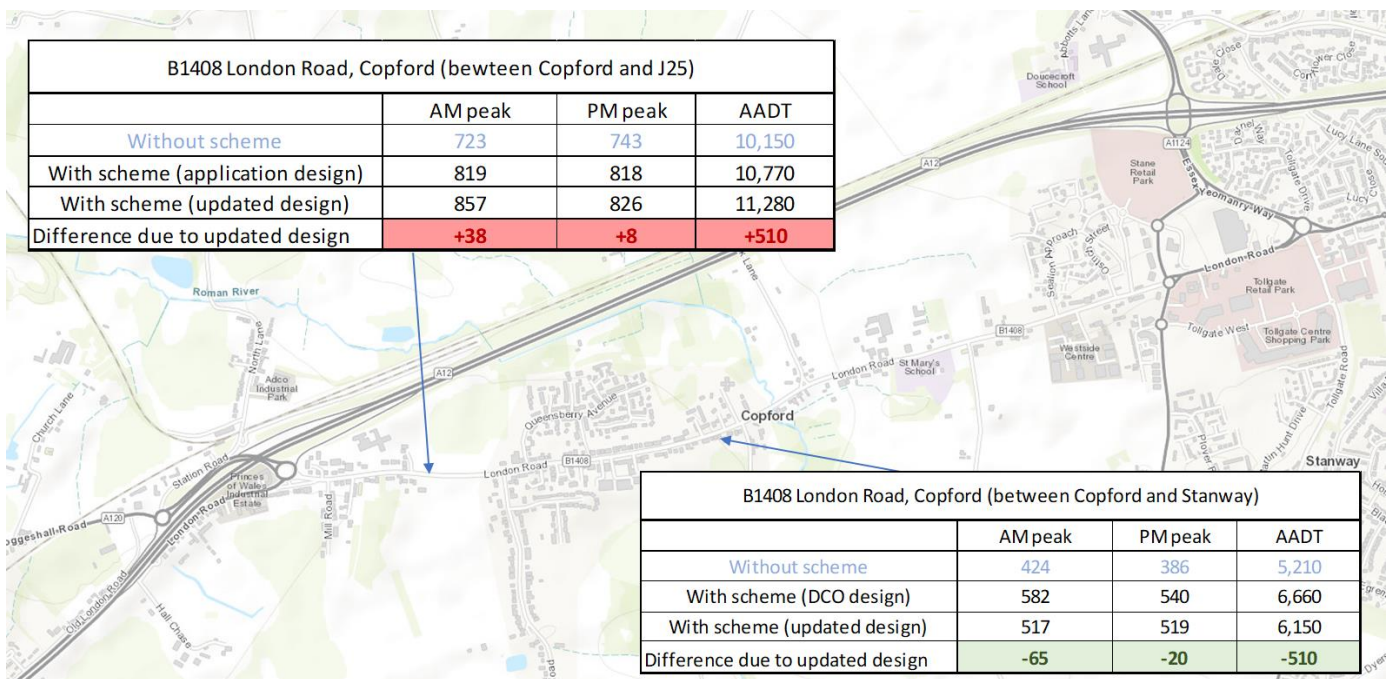 B1408 London Road, Copford (bewteen Copford and J25)
AM peak PM peak AADT
Without scheme 723 743 10,150
With scheme (application design) 819 818 10,770
With scheme (updated design) 857 826 11,280
Difference due to updated design +38 +8 +510
Doucecroft
School
A1124
Stane
Retail
Park
Essex Yeomanry Way
Tollgate Drive
A12
London Road
Tollgate
Retail Park
Tollgate West
Tollgate Centre
Shopping Park
Tollgate Road
Roman River
North Lane
Adco
Industrial
Park
A12
Church Lane
B1408
Westside
Centre
London Road
St Mary's
School
Queensberry Avenue
Copford
London Road
B1408
Station Road
Princes
of Wales
Industrial
Estate
London Road
Mill Road
A120
Old London Road
Hall Chase
Stanway
B1408 London Road, Copford (between Copford and Stanway)
AM peak PM peak AADT
Without scheme 424 386 5,210
With scheme (DCO design) 582 540 6,660
With scheme (updated design) 517 519 6,150
Difference due to updated design -65 -20 -510